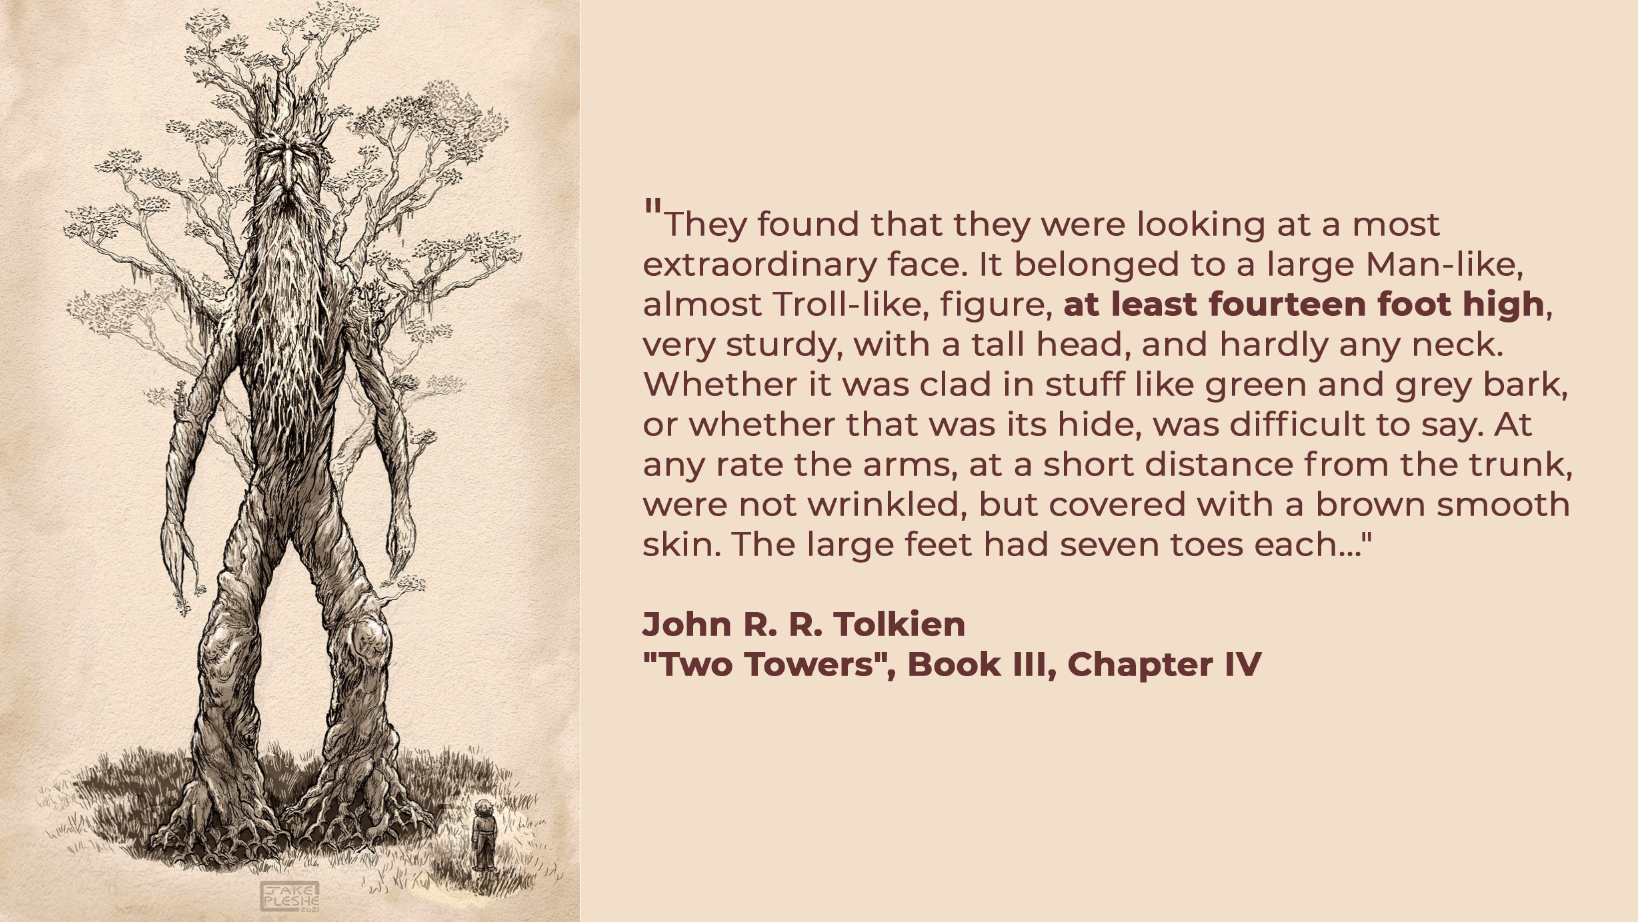 "They found that they were looking at a most
extraordinary face. It belonged to a large Man-like,
almost Troll-like, figure, at least fourteen foot high,
very sturdy, with a tall head, and hardly any neck.
Whether it was clad in stuff like green and grey bark,
or whether that was its hide, was difficult to say. At
any rate the arms, at a short distance from the trunk,
were not wrinkled, but covered with a brown smooth
skin. The large feet had seven toes each..."
John R. R. Tolkien
"Two Towers", Book III, Chapter IV
JAKE
PLESHE
2021